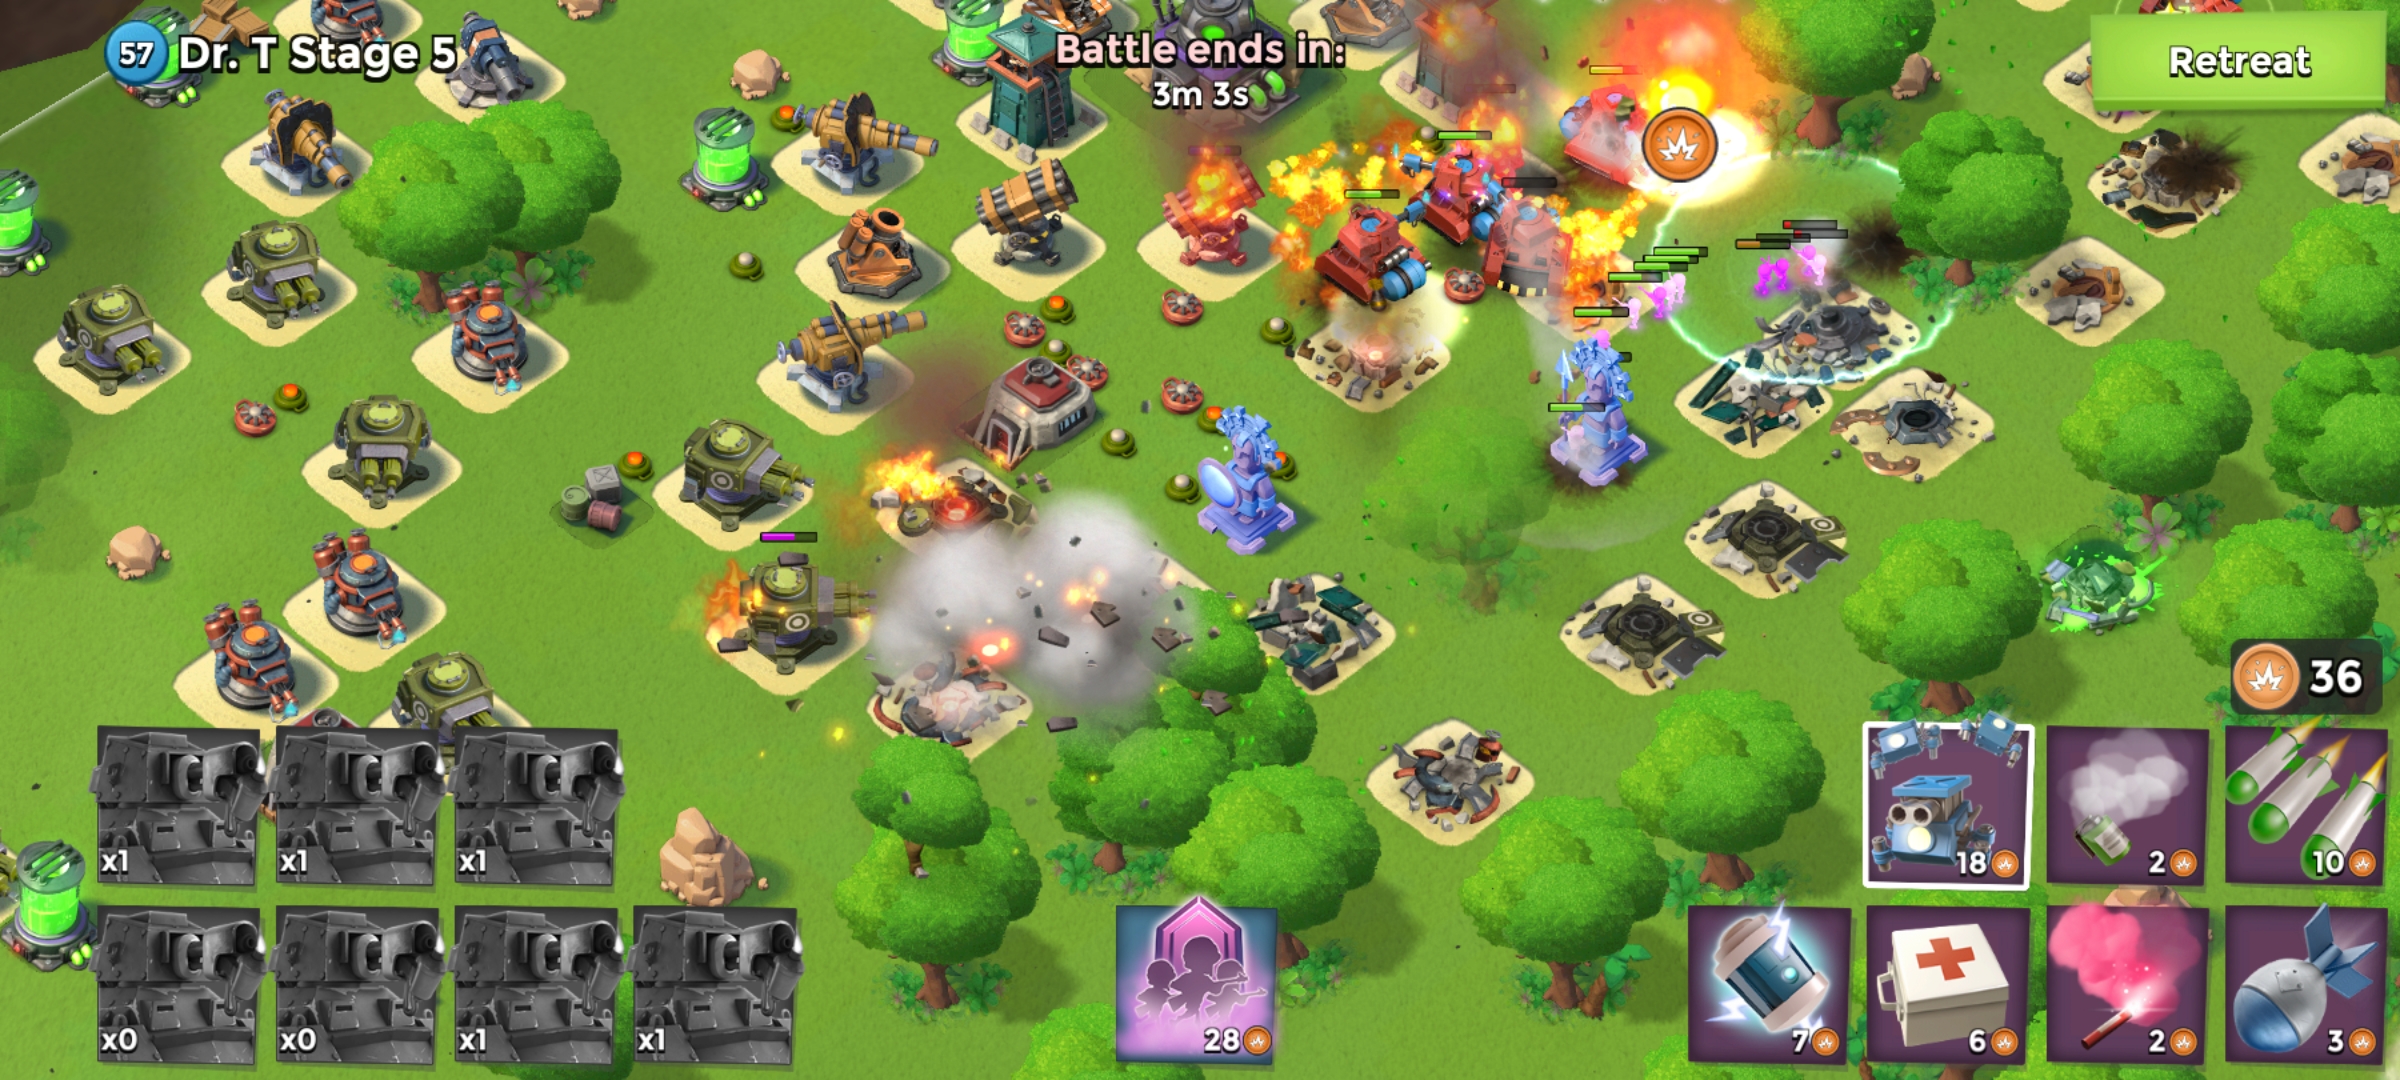 57 Dr. T Stage 5
Battle ends in:
3m 3s
Retreat
36
x1 x1 x1
18 2 10
x0 x0 x1 x1
28
7 6 2 3